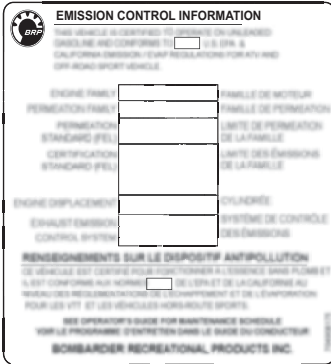 BRP
EMISSION CONTROL INFORMATION
THIS VEHICLE IS CERTIFIED TO OPERATE ON UNLEADED
GASOLINE AND CONFORMS TO U.S. EPA &
CALIFORNIA EMISSION / EVAP REGULATIONS FOR ATV AND
OFF-ROAD SPORT VEHICLE.
ENGINE FAMILY FAMILLE DE MOTEUR
PERMEATION FAMILY FAMILLE DE PERMEATION
PERMEATION LIMITE DE PERMEATION
STANDARD (FEL) DE LA FAMILLE
CERTIFICATION LIMITE DES ÉMISSIONS
STANDARD (FEL) DE LA FAMILLE
ENGINE DISPLACEMENT CYLINDRÉE
EXHAUST EMISSION SYSTÈME DE CONTRÔLE
CONTROL SYSTEM DES ÉMISSIONS
RENSEIGNEMENTS SUR LE DISPOSITIF ANTIPOLLUTION
CE VÉHICULE EST CERTIFIÉ POUR FONCTIONNER À L'ESSENCE SANS PLOMB ET
IL EST CONFORME AUX NORMES DE L'EPA ET DE LA CALIFORNIE AU
NIVEAU DES RÉGLEMENTATIONS DE L'ÉCHAPPEMENT ET DE L'ÉVAPORATION
POUR LES VTT ET LES VÉHICULES HORS-ROUTE SPORTS.
SEE OPERATOR'S GUIDE FOR MAINTENANCE SCHEDULE
VOIR LE PROGRAMME D'ENTRETIEN DANS LE GUIDE DU CONDUCTEUR
BOMBARDIER RECREATIONAL PRODUCTS INC.